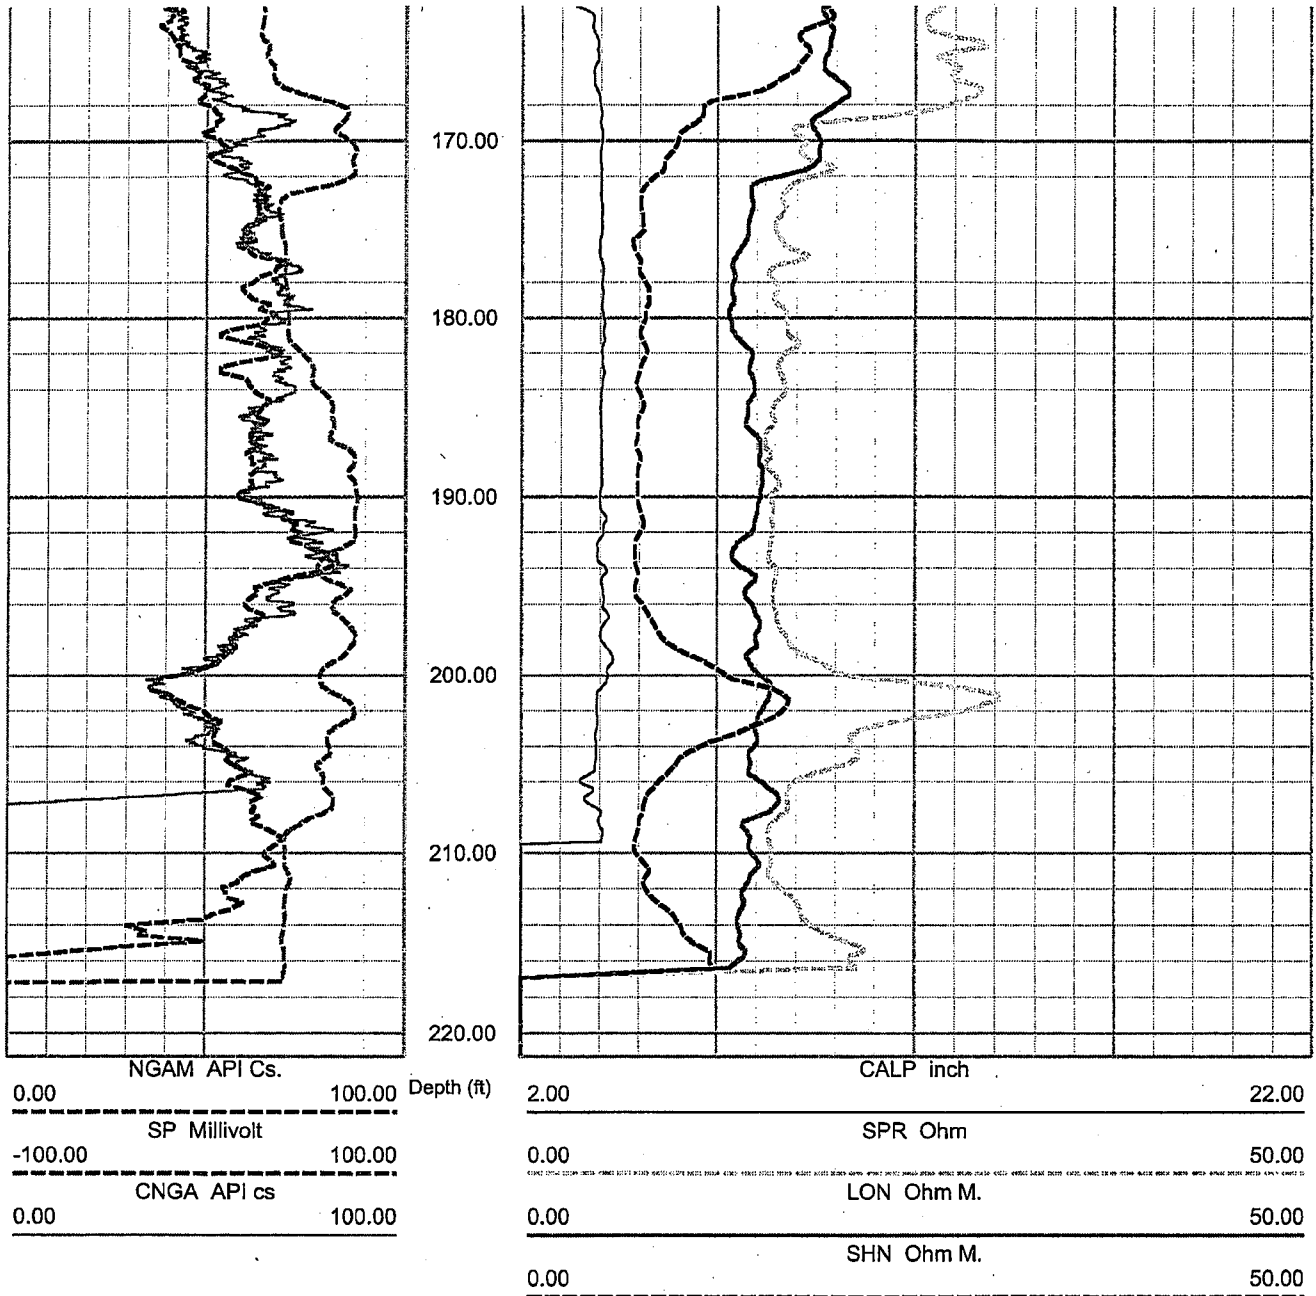 170.00
180.00
190.00
200.00
210.00
220.00
NGAM API Cs.
0.00 100.00
Depth (ft)
SP Millivolt
-100.00 100.00
CNGA API cs
0.00 100.00
CALP inch
2.00 22.00
SPR Ohm
0.00 50.00
LON Ohm M.
0.00 50.00
SHN Ohm M.
0.00 50.00